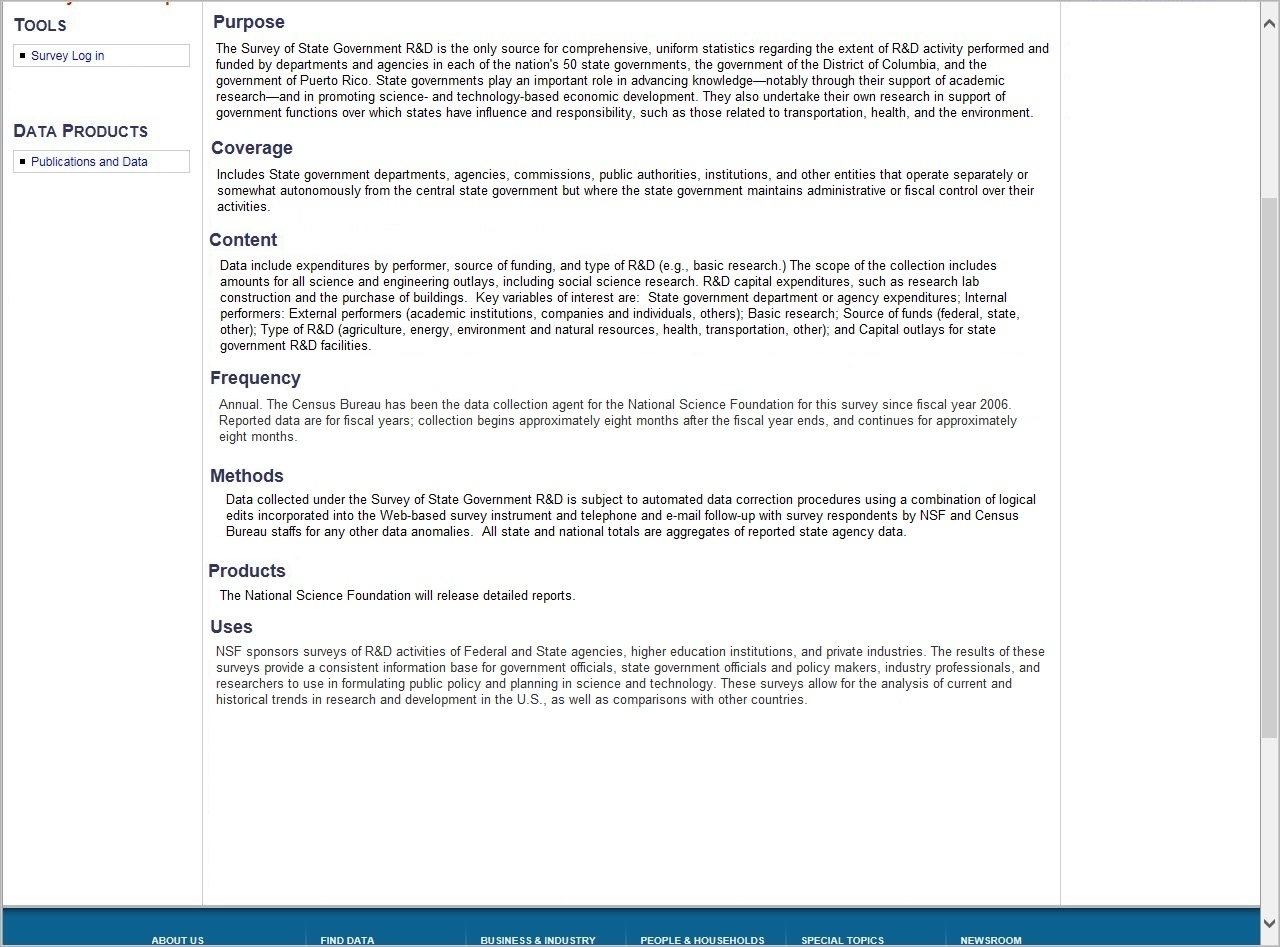 TOOLS
Survey Log in
DATA PRODUCTS
Publications and Data
Purpose
The Survey of State Government R&D is the only source for comprehensive, uniform statistics regarding the extent of R&D activity performed and
funded by departments and agencies in each of the nation's 50 state governments, the government of the District of Columbia, and the
government of Puerto Rico. State governments play an important role in advancing knowledge—notably through their support of academic
research—and in promoting science- and technology-based economic development. They also undertake their own research in support of
government functions over which states have influence and responsibility, such as those related to transportation, health, and the environment.
Coverage
Includes State government departments, agencies, commissions, public authorities, institutions, and other entities that operate separately or
somewhat autonomously from the central state government but where the state government maintains administrative or fiscal control over their
activities.
Content
Data include expenditures by performer, source of funding, and type of R&D (e.g., basic research.) The scope of the collection includes
amounts for all science and engineering outlays, including social science research. R&D capital expenditures, such as research lab
construction and the purchase of buildings.  Key variables of interest are:  State government department or agency expenditures; Internal
performers: External performers (academic institutions, companies and individuals, others); Basic research; Source of funds (federal, state,
other); Type of R&D (agriculture, energy, environment and natural resources, health, transportation, other); and Capital outlays for state
government R&D facilities.
Frequency
Annual. The Census Bureau has been the data collection agent for the National Science Foundation for this survey since fiscal year 2006.
Reported data are for fiscal years; collection begins approximately eight months after the fiscal year ends, and continues for approximately
eight months.
Methods
Data collected under the Survey of State Government R&D is subject to automated data correction procedures using a combination of logical
edits incorporated into the Web-based survey instrument and telephone and e-mail follow-up with survey respondents by NSF and Census
Bureau staffs for any other data anomalies.  All state and national totals are aggregates of reported state agency data.
Products
The National Science Foundation will release detailed reports.
Uses
NSF sponsors surveys of R&D activities of Federal and State agencies, higher education institutions, and private industries. The results of these
surveys provide a consistent information base for government officials, state government officials and policy makers, industry professionals, and
researchers to use in formulating public policy and planning in science and technology. These surveys allow for the analysis of current and
historical trends in research and development in the U.S., as well as comparisons with other countries.
ABOUT US
FIND DATA
BUSINESS & INDUSTRY
PEOPLE & HOUSEHOLDS
SPECIAL TOPICS
NEWSROOM